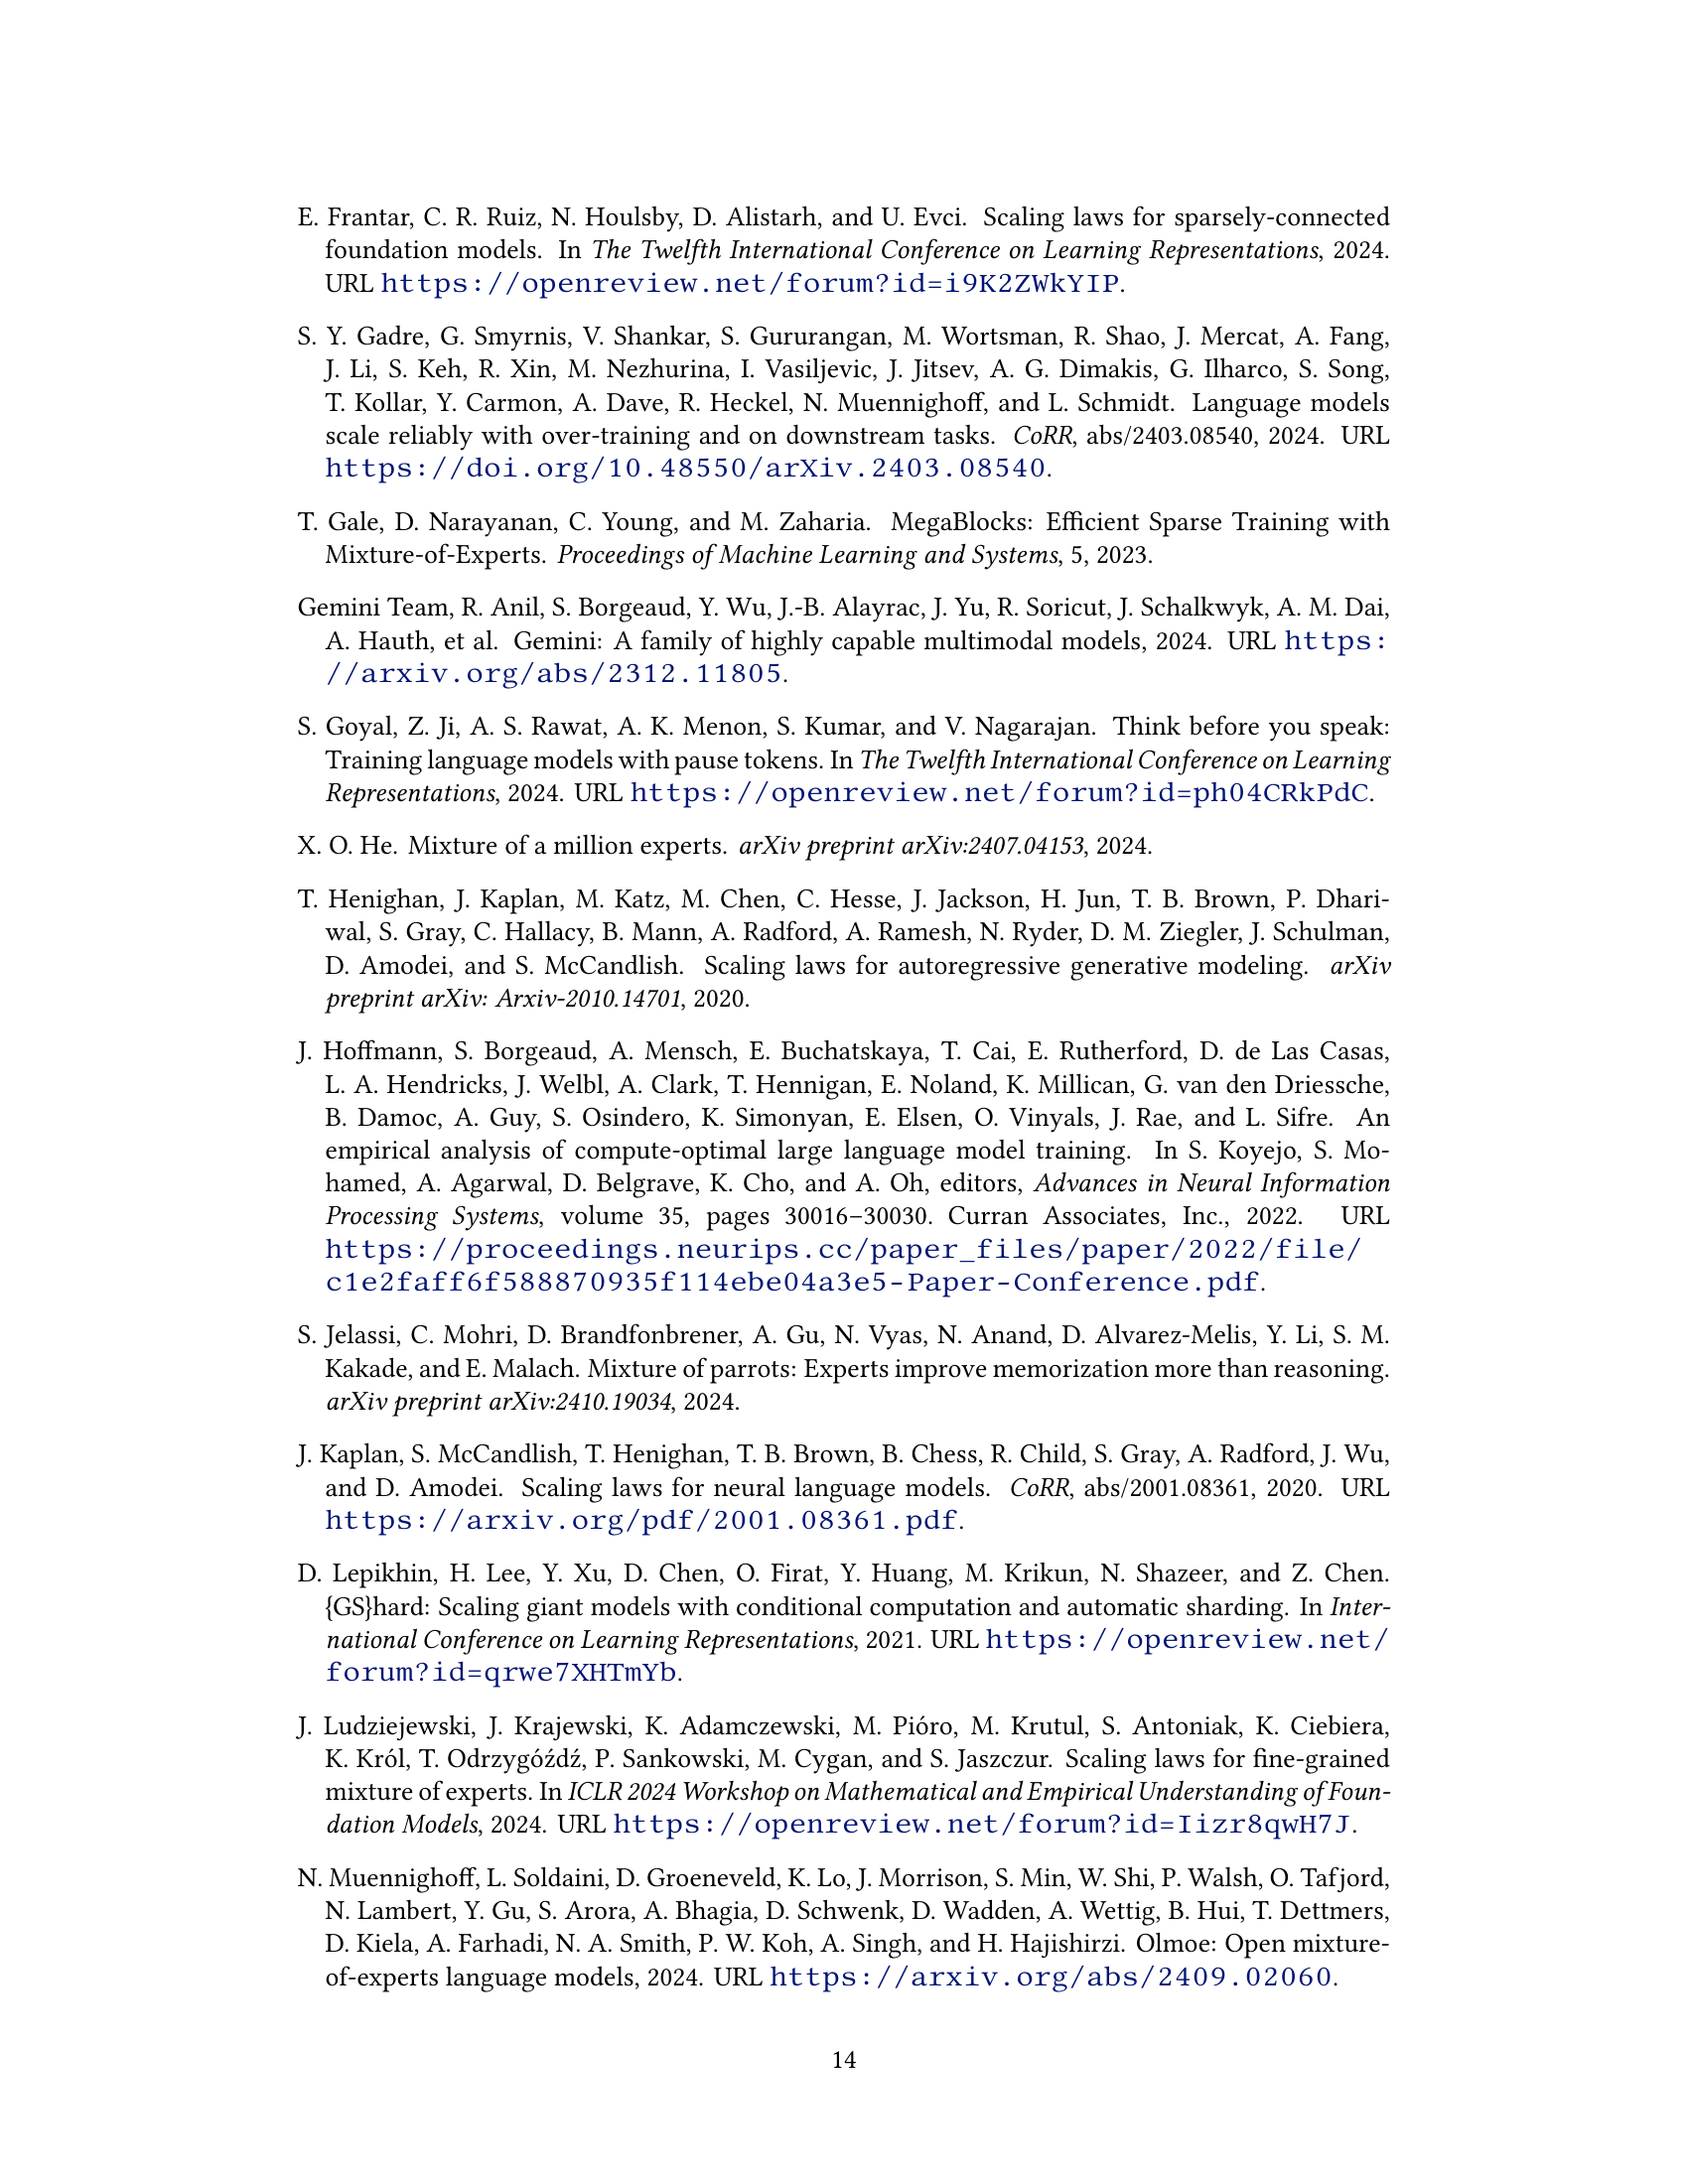 E. Frantar, C. R. Ruiz, N. Houlsby, D. Alistarh, and U. Evci. Scaling laws for sparsely-connected
foundation models. In The Twelfth International Conference on Learning Representations, 2024.
URL https://openreview.net/forum?id=i9K2ZWkYIP.
S. Y. Gadre, G. Smyrnis, V. Shankar, S. Gururangan, M. Wortsman, R. Shao, J. Mercat, A. Fang,
J. Li, S. Keh, R. Xin, M. Nezhurina, I. Vasiljevic, J. Jitsev, A. G. Dimakis, G. Ilharco, S. Song,
T. Kollar, Y. Carmon, A. Dave, R. Heckel, N. Muennighoff, and L. Schmidt. Language models
scale reliably with over-training and on downstream tasks. CoRR, abs/2403.08540, 2024. URL
https://doi.org/10.48550/arXiv.2403.08540.
T. Gale, D. Narayanan, C. Young, and M. Zaharia. MegaBlocks: Efficient Sparse Training with
Mixture-of-Experts. Proceedings of Machine Learning and Systems, 5, 2023.
Gemini Team, R. Anil, S. Borgeaud, Y. Wu, J.-B. Alayrac, J. Yu, R. Soricut, J. Schalkwyk, A. M. Dai,
A. Hauth, et al. Gemini: A family of highly capable multimodal models, 2024. URL https:
//arxiv.org/abs/2312.11805.
S. Goyal, Z. Ji, A. S. Rawat, A. K. Menon, S. Kumar, and V. Nagarajan. Think before you speak:
Training language models with pause tokens. In The Twelfth International Conference on Learning
Representations, 2024. URL https://openreview.net/forum?id=ph04CRkPdC.
X. O. He. Mixture of a million experts. arXiv preprint arXiv:2407.04153, 2024.
T. Henighan, J. Kaplan, M. Katz, M. Chen, C. Hesse, J. Jackson, H. Jun, T. B. Brown, P. Dhari-
wal, S. Gray, C. Hallacy, B. Mann, A. Radford, A. Ramesh, N. Ryder, D. M. Ziegler, J. Schulman,
D. Amodei, and S. McCandlish. Scaling laws for autoregressive generative modeling. arXiv
preprint arXiv: Arxiv-2010.14701, 2020.
J. Hoffmann, S. Borgeaud, A. Mensch, E. Buchatskaya, T. Cai, E. Rutherford, D. de Las Casas,
L. A. Hendricks, J. Welbl, A. Clark, T. Hennigan, E. Noland, K. Millican, G. van den Driessche,
B. Damoc, A. Guy, S. Osindero, K. Simonyan, E. Elsen, O. Vinyals, J. Rae, and L. Sifre. An
empirical analysis of compute-optimal large language model training. In S. Koyejo, S. Mo-
hamed, A. Agarwal, D. Belgrave, K. Cho, and A. Oh, editors, Advances in Neural Information
Processing Systems, volume 35, pages 30016–30030. Curran Associates, Inc., 2022. URL
https://proceedings.neurips.cc/paper_files/paper/2022/file/
c1e2faff6f588870935f114ebe04a3e5-Paper-Conference.pdf.
S. Jelassi, C. Mohri, D. Brandfonbrener, A. Gu, N. Vyas, N. Anand, D. Alvarez-Melis, Y. Li, S. M.
Kakade, and E. Malach. Mixture of parrots: Experts improve memorization more than reasoning.
arXiv preprint arXiv:2410.19034, 2024.
J. Kaplan, S. McCandlish, T. Henighan, T. B. Brown, B. Chess, R. Child, S. Gray, A. Radford, J. Wu,
and D. Amodei. Scaling laws for neural language models. CoRR, abs/2001.08361, 2020. URL
https://arxiv.org/pdf/2001.08361.pdf.
D. Lepikhin, H. Lee, Y. Xu, D. Chen, O. Firat, Y. Huang, M. Krikun, N. Shazeer, and Z. Chen.
{GS}hard: Scaling giant models with conditional computation and automatic sharding. In Inter-
national Conference on Learning Representations, 2021. URL https://openreview.net/
forum?id=qrwe7XHTmYb.
J. Ludziejewski, J. Krajewski, K. Adamczewski, M. Pióro, M. Krutul, S. Antoniak, K. Ciebiera,
K. Król, T. Odrzygóźdź, P. Sankowski, M. Cygan, and S. Jaszczur. Scaling laws for fine-grained
mixture of experts. In ICLR 2024 Workshop on Mathematical and Empirical Understanding of Foun-
dation Models, 2024. URL https://openreview.net/forum?id=Iizr8qwH7J.
N. Muennighoff, L. Soldaini, D. Groeneveld, K. Lo, J. Morrison, S. Min, W. Shi, P. Walsh, O. Tafjord,
N. Lambert, Y. Gu, S. Arora, A. Bhagia, D. Schwenk, D. Wadden, A. Wettig, B. Hui, T. Dettmers,
D. Kiela, A. Farhadi, N. A. Smith, P. W. Koh, A. Singh, and H. Hajishirzi. Olmoe: Open mixture-
of-experts language models, 2024. URL https://arxiv.org/abs/2409.02060.
14